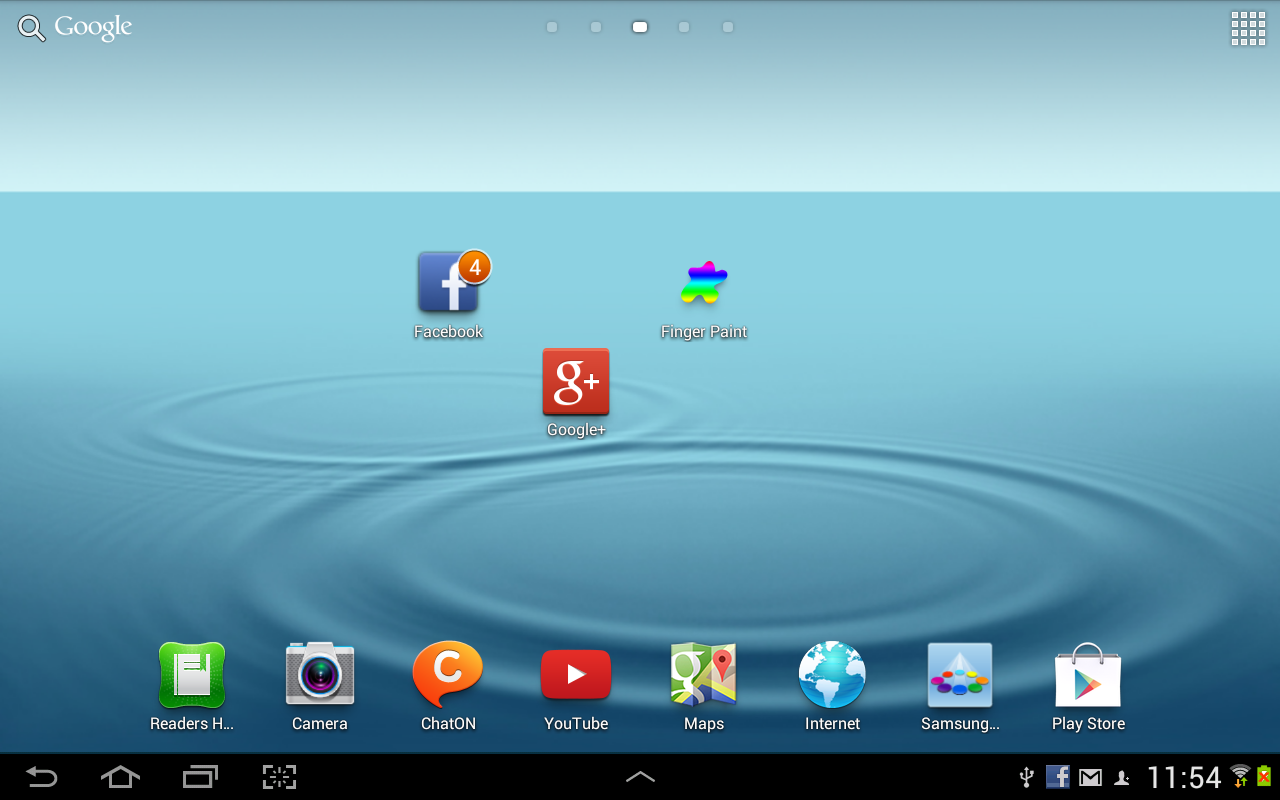 Google
4
Facebook
Finger Paint
g+
Google+
C
g
Readers H...
Camera
ChatON
YouTube
Maps
Internet
Samsung...
Play Store
11:54